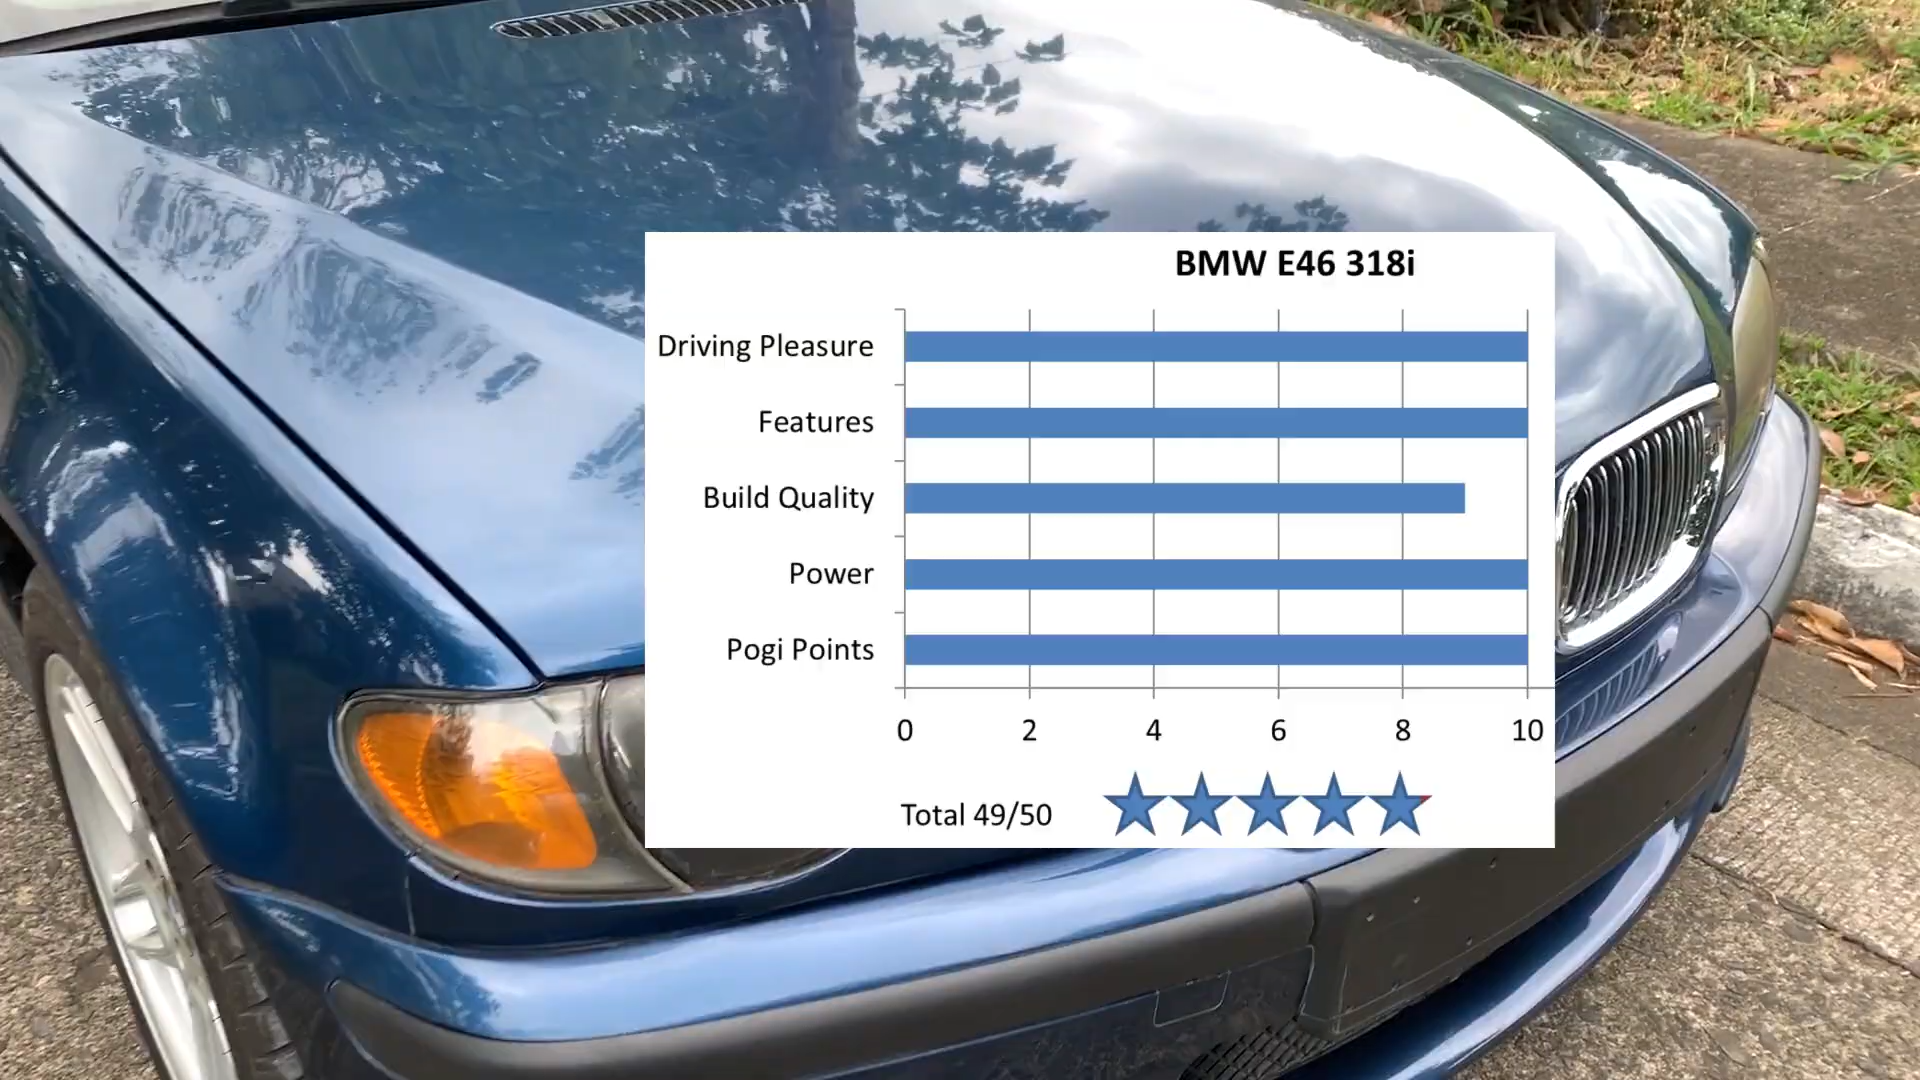 BMW E46 318i
Driving Pleasure
Features
Build Quality
Power
Pogi Points
0 2 4 6 8 10
Total 49/50